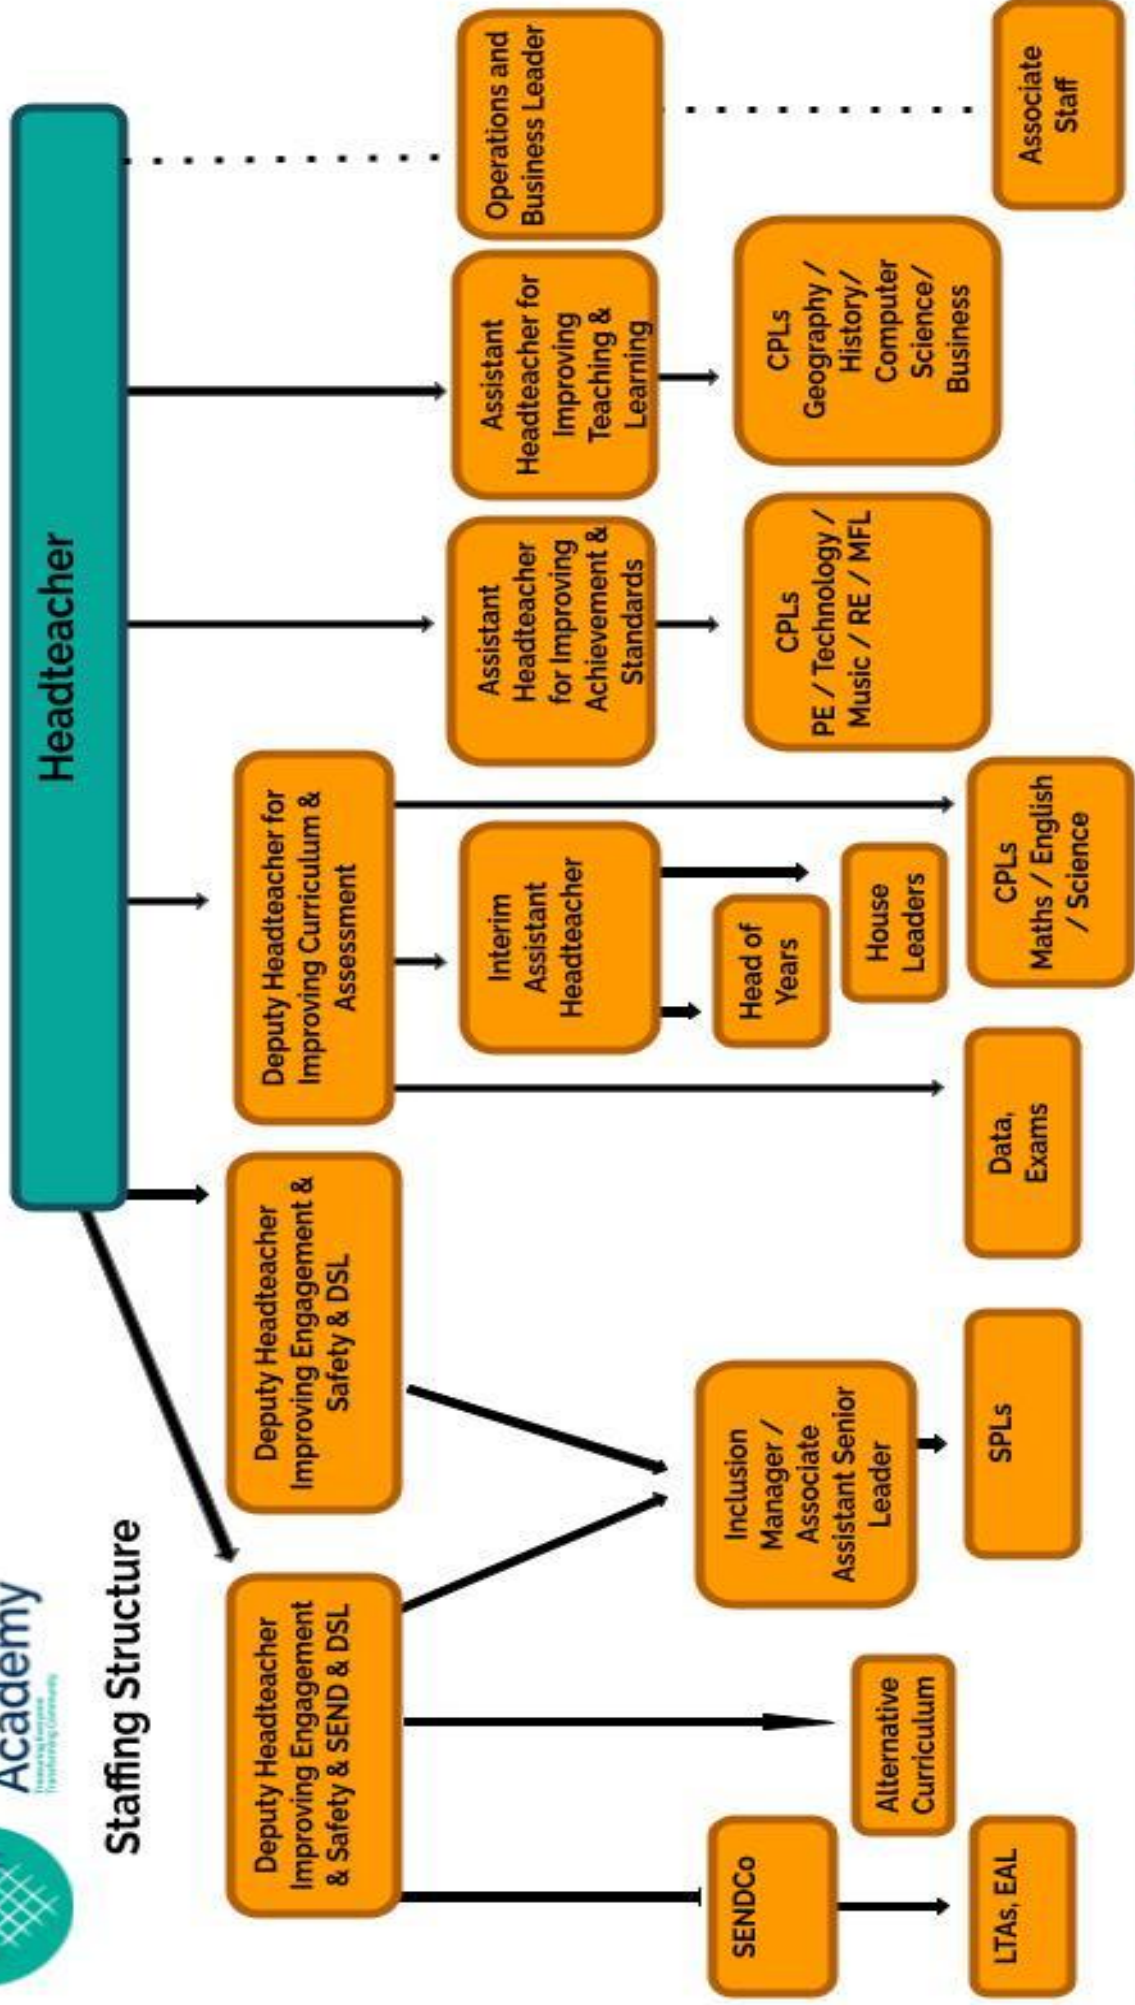 Academy
Staffing Structure
Headteacher
Deputy Headteacher
Improving Engagement
& Safety & SEND & DSL
Deputy Headteacher
Improving Engagement &
Safety & DSL
Deputy Headteacher for
Improving Curriculum &
Assessment
Assistant
Headteacher
for Improving
Achievement &
Standards
Assistant
Headteacher for
Improving
Teaching &
Learning
Operations and
Business Leader
Interim
Assistant
Headteacher
SENDCo
Alternative
Curriculum
Inclusion
Manager /
Associate
Assistant Senior
Leader
Head of
Years
House
Leaders
CPLs
PE / Technology /
Music / RE / MFL
CPLs
Geography /
History/
Computer
Science/
Business
LTAs, EAL
SPLs
Data,
Exams
CPLs
Maths / English
/ Science
Associate
Staff